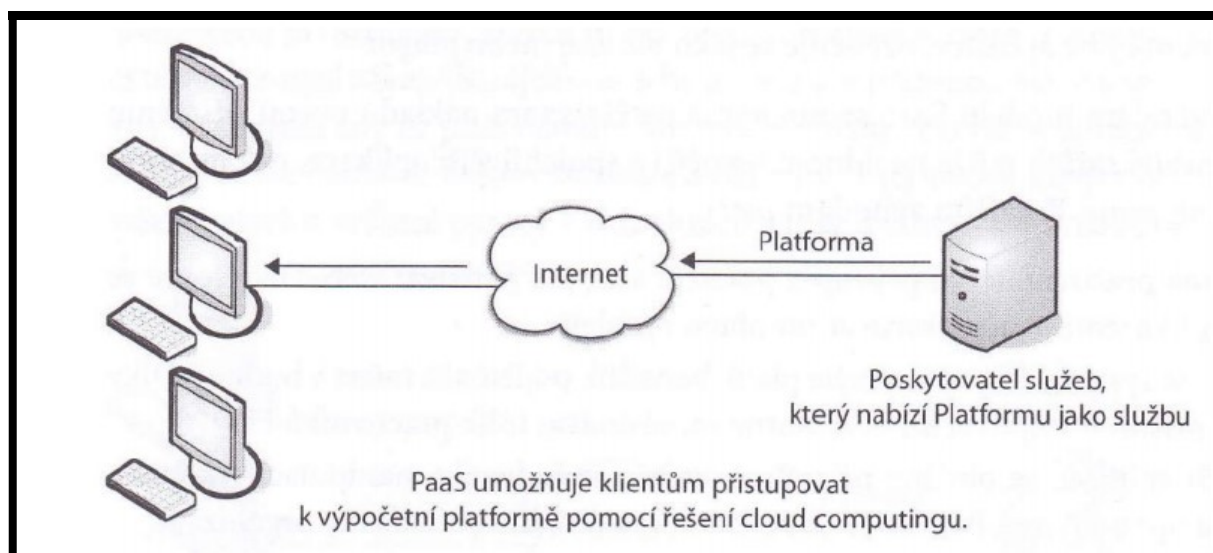 Platforma
Internet
Poskytovatel služeb,
který nabízí Platformu jako službu
PaaS umožňuje klientům přistupovat
k výpočetní platformě pomocí řešení cloud computingu.